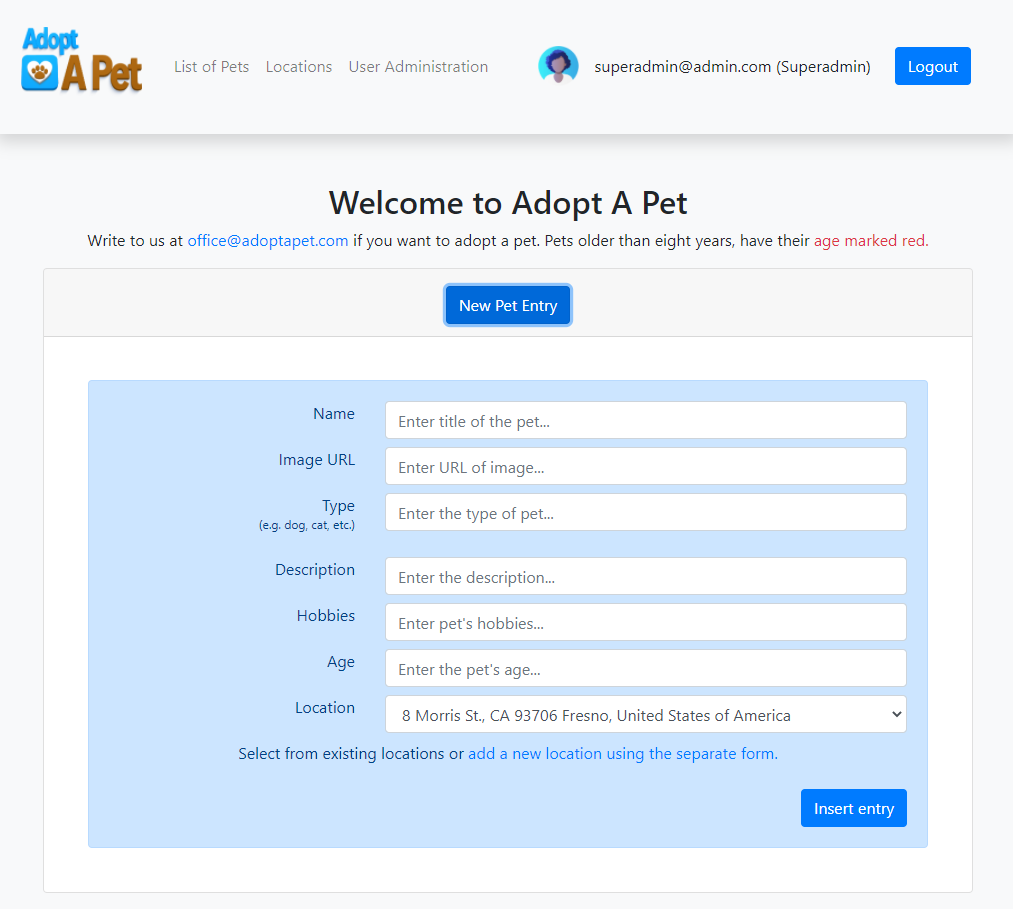 Adopt
A Pet
List of Pets Locations User Administration superadmin@admin.com (Superadmin) Logout
Welcome to Adopt A Pet
Write to us at office@adoptapet.com if you want to adopt a pet. Pets older than eight years, have their age marked red.
New Pet Entry
Name Enter title of the pet...
Image URL Enter URL of image...
Type Enter the type of pet...
(e.g. dog, cat, etc.)
Description Enter the description...
Hobbies Enter pet's hobbies...
Age Enter the pet's age...
Location 8 Morris St., CA 93706 Fresno, United States of America
Select from existing locations or add a new location using the separate form.
Insert entry